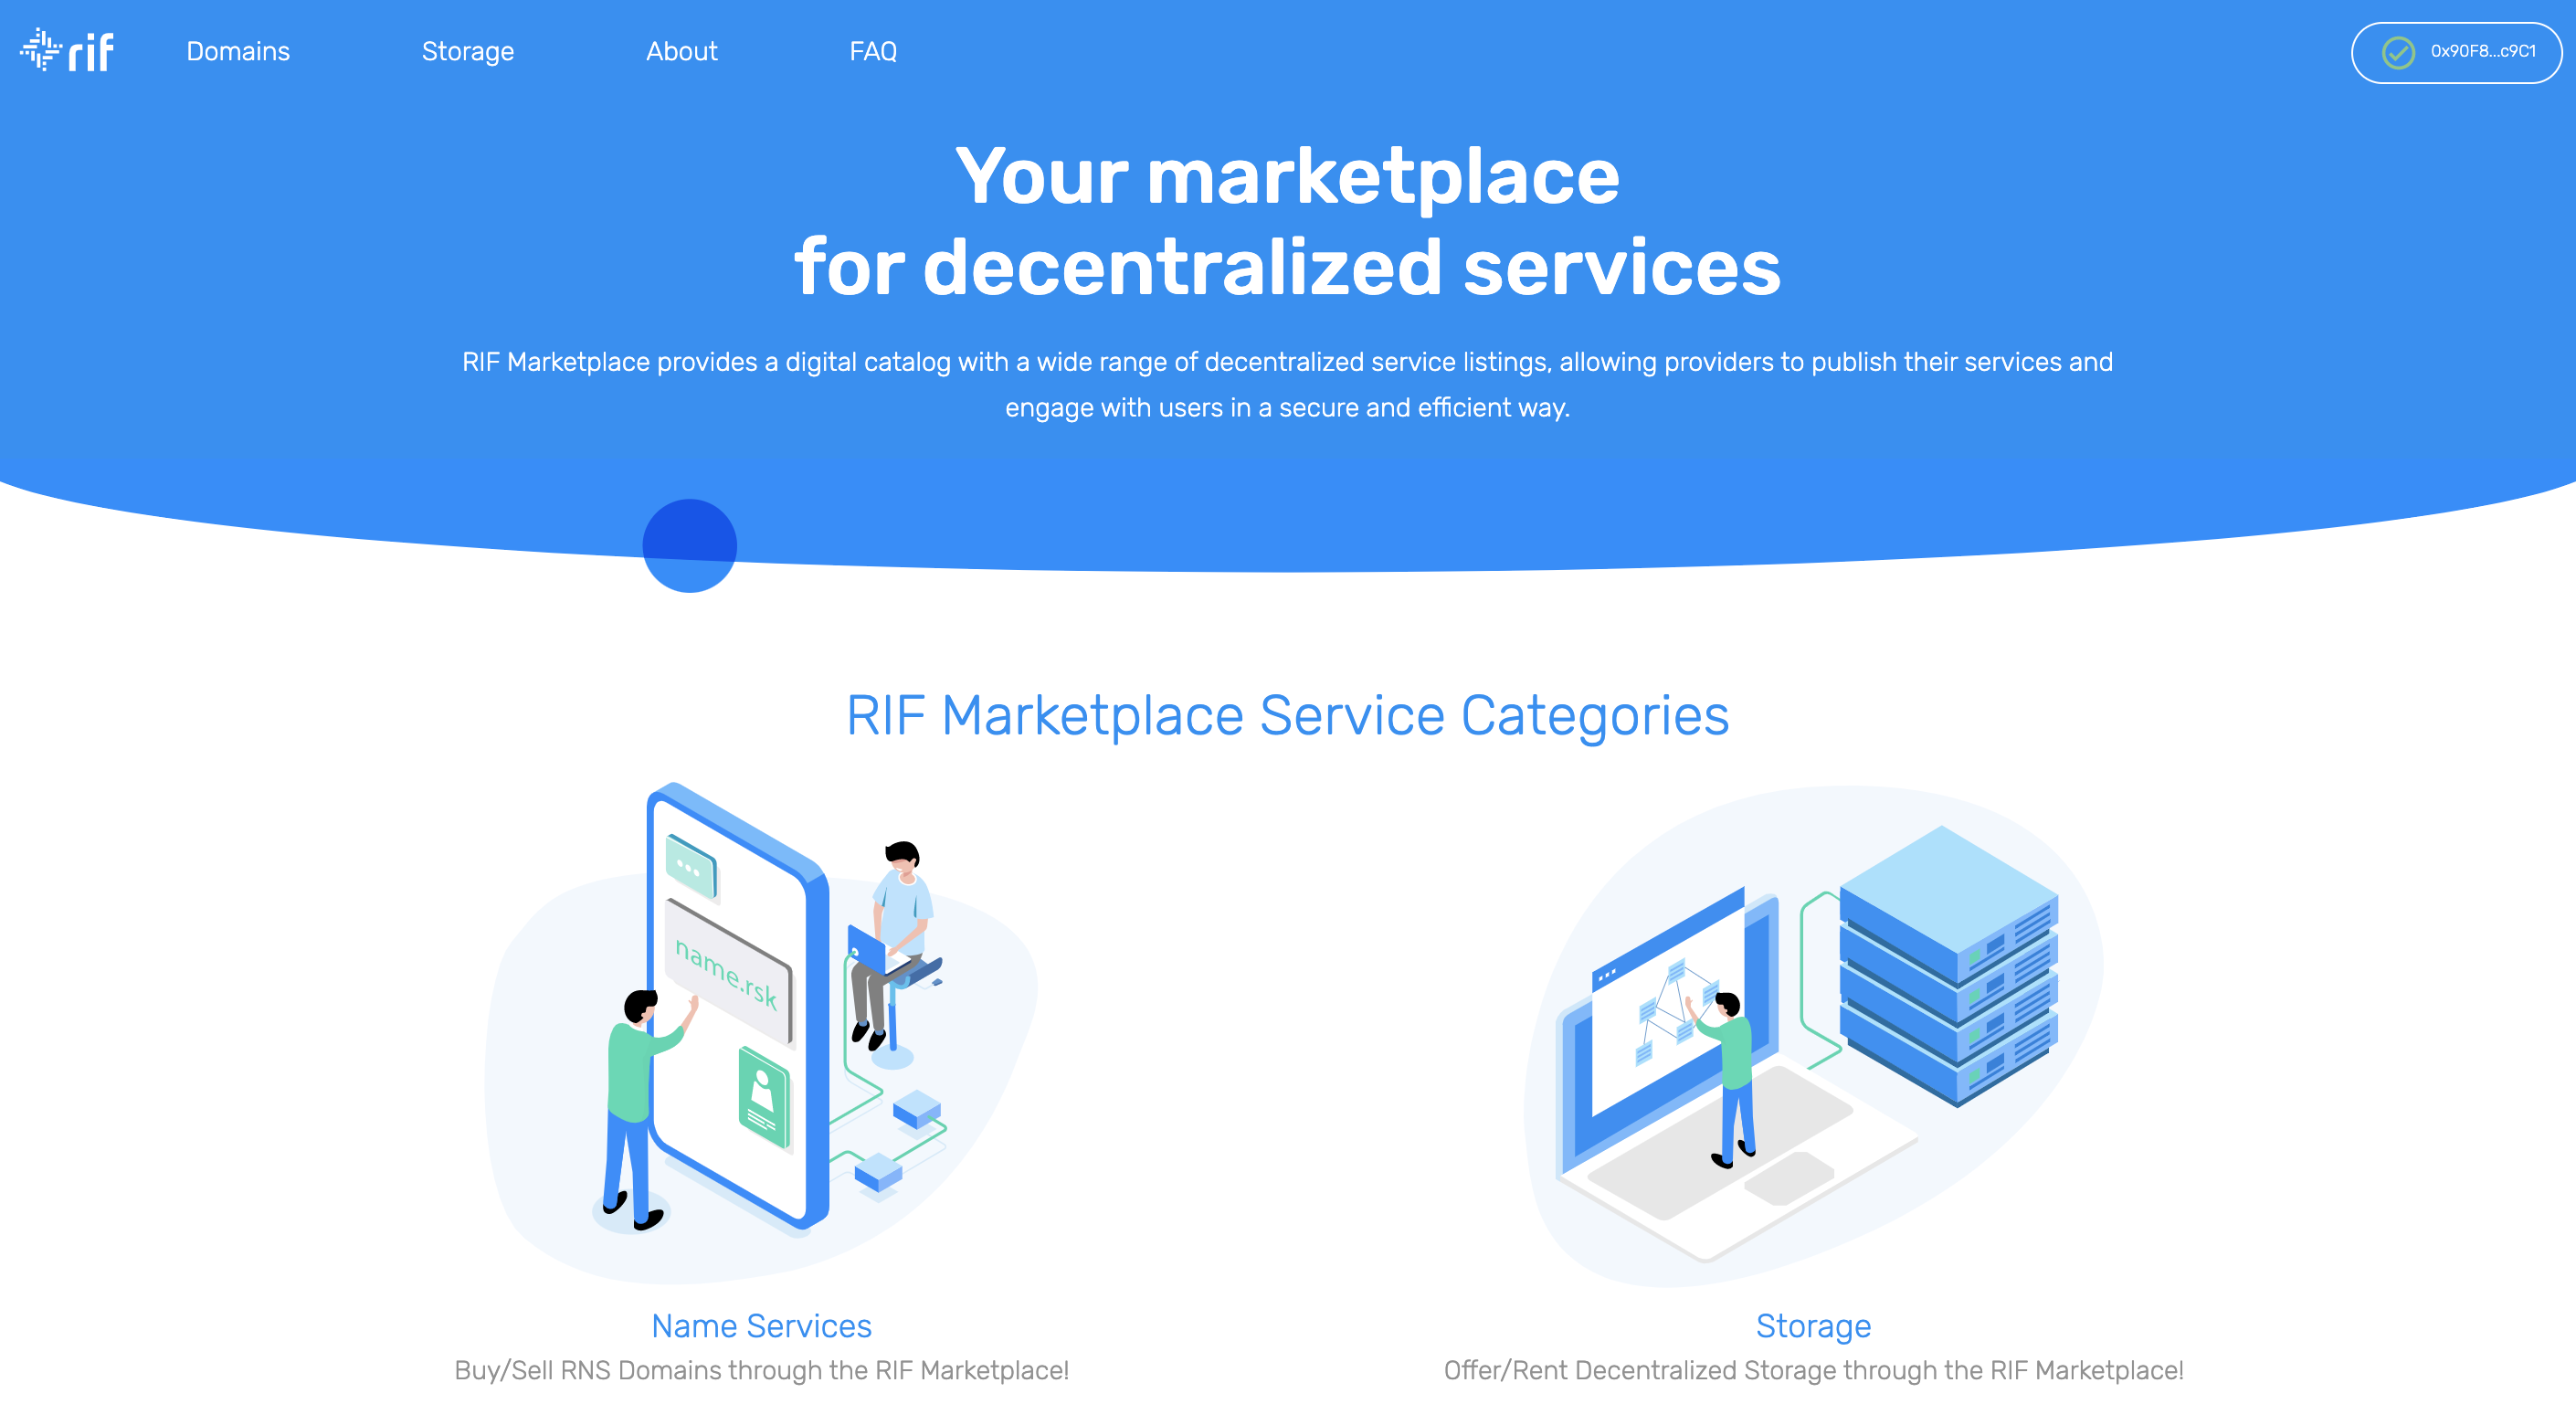 rif
Domains
Storage
About
FAQ
0x90F8...c9C1
Your marketplace
for decentralized services
RIF Marketplace provides a digital catalog with a wide range of decentralized service listings, allowing providers to publish their services and
engage with users in a secure and efficient way.
RIF Marketplace Service Categories
name.rsk
Name Services
Buy/Sell RNS Domains through the RIF Marketplace!
Storage
Offer/Rent Decentralized Storage through the RIF Marketplace!